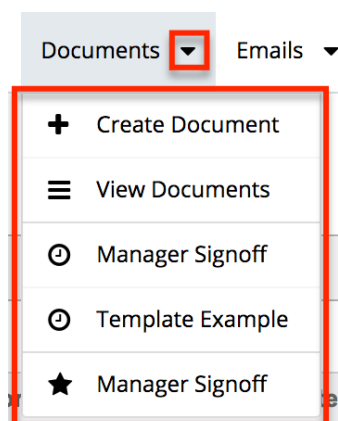 Documents Emails
Create Document
View Documents
Manager Signoff
Template Example
Manager Signoff